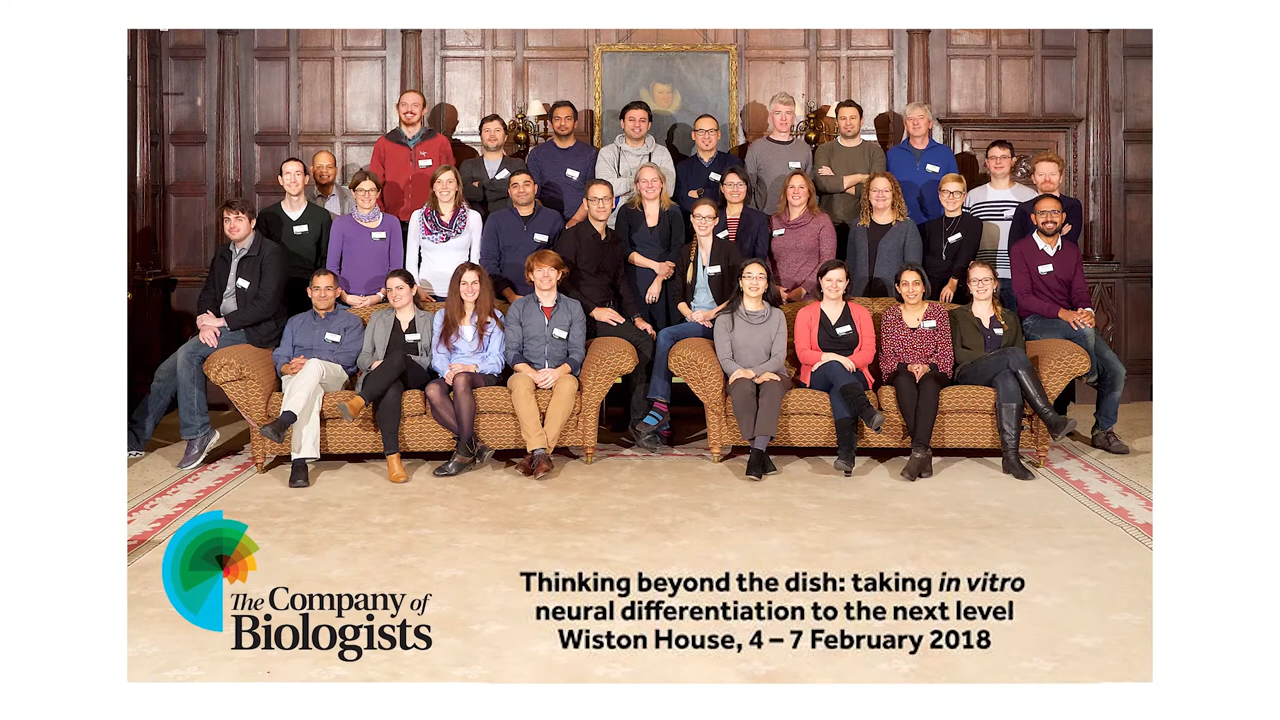 The Company of
Biologists
Thinking beyond the dish: taking in vitro
neural differentiation to the next level
Wiston House, 4 – 7 February 2018